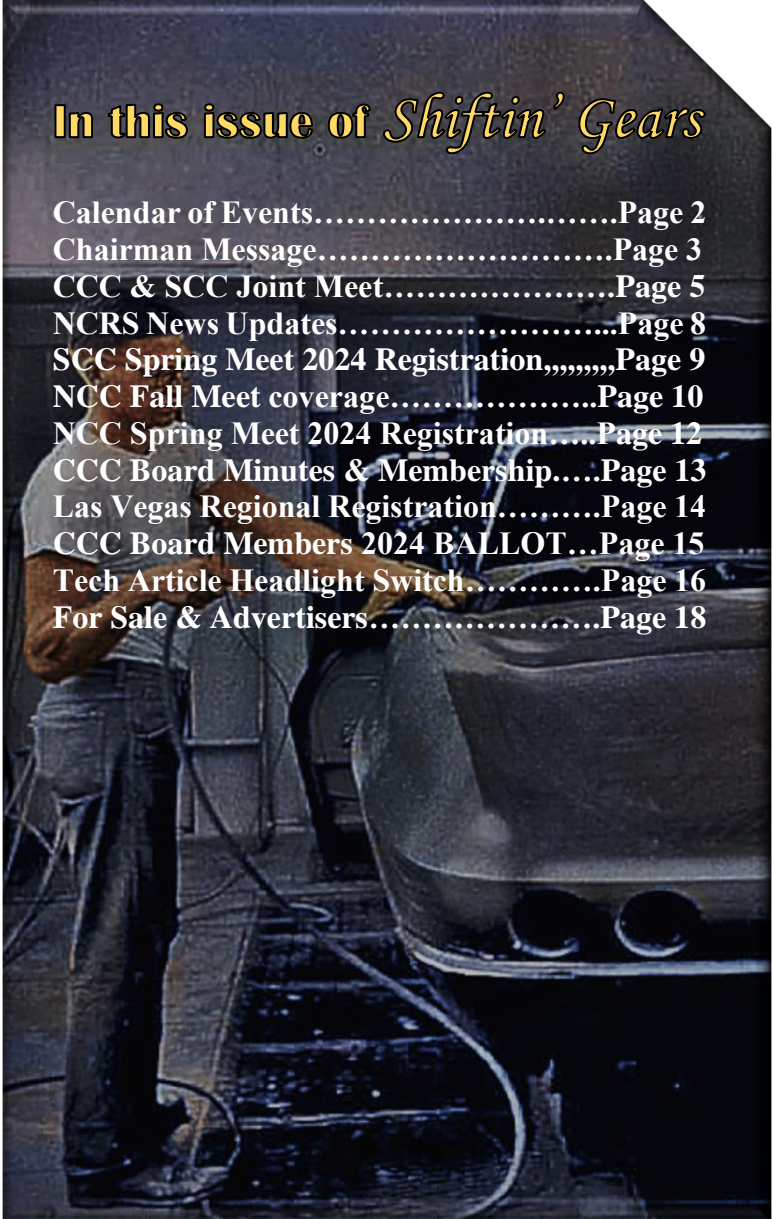 In this issue of Shiftin’ Gears
Calendar of Events…………………..…….Page 2
Chairman Message……………………….Page 3
CCC & SCC Joint Meet………………….Page 5
NCRS News Updates……………………...Page 8
SCC Spring Meet 2024 Registration,,,,,,,,,Page 9
NCC Fall Meet coverage………………..Page 10
NCC Spring Meet 2024 Registration…..Page 12
CCC Board Minutes & Membership.….Page 13
Las Vegas Regional Registration……….Page 14
CCC Board Members 2024 BALLOT…Page 15
Tech Article Headlight Switch………….Page 16
For Sale & Advertisers………………….Page 18